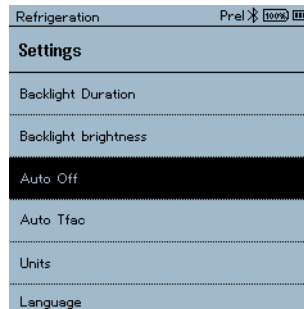 Refrigeration Prel 100%
Settings
Backlight Duration
Backlight brightness
Auto Off
Auto Tfac
Units
Language